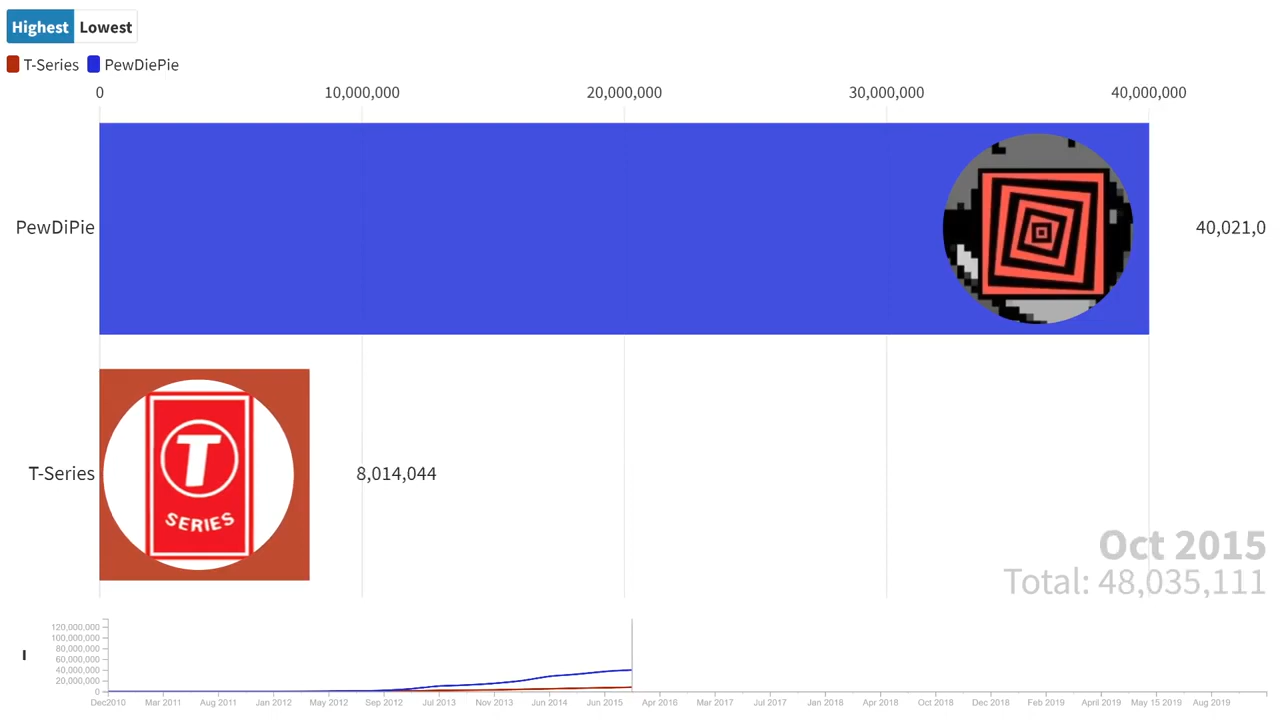 Highest Lowest
T-Series PewDiePie
0 10,000,000 20,000,000 30,000,000 40,000,000
PewDiPie 40,021,0
T-Series 8,014,044
T
SERIES
Oct 2015
Total: 48,035,111
120,000,000
100,000,000
80,000,000
60,000,000
40,000,000
20,000,000
0
Dec2010 Mar 2011 Aug 2011 Jan 2012 May 2012 Sep 2012 Jul 2013 Nov 2013 Jun 2014 Jun 2015 Apr 2016 Mar 2017 Jul 2017 Jan 2018 Apr 2018 Oct 2018 Dec 2018 Feb 2019 April 2019 May 15 2019 Aug 2019